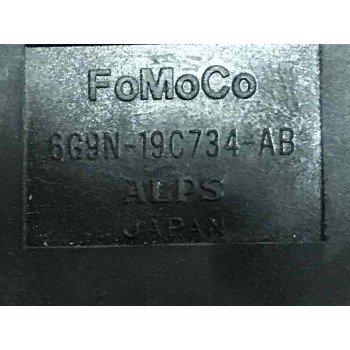 FoMoCo
6G9N-19C734-AB
ALPS
JAPAN